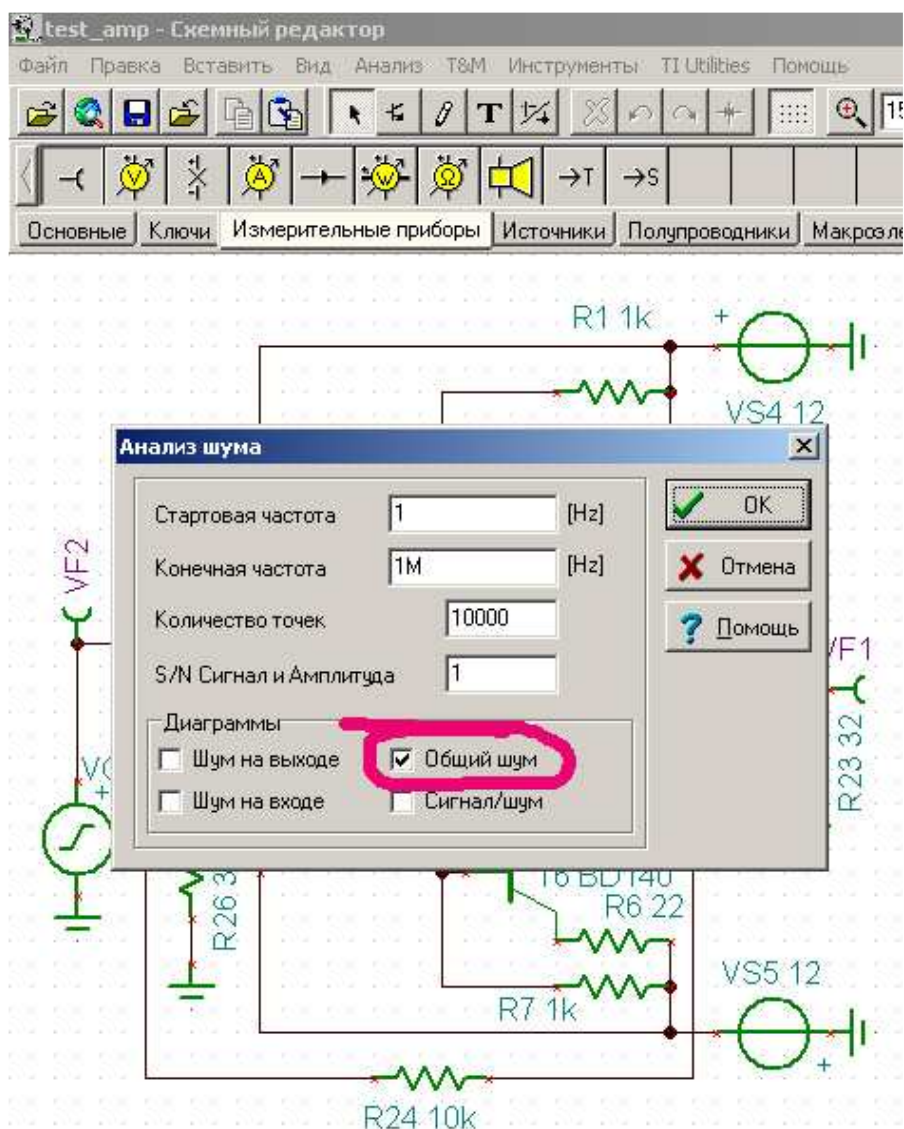 test_amp - Схемный редактор
Файл Правка Вставить Вид Анализ T&M Инструменты TI Utilities Помощь
T 15
V A W Ω →T →S
Основные Ключи Измерительные приборы Источники Полупроводники Макроэле
R1 1k +
VS4 12
Анализ шума
Стартовая частота 1 [Hz] OK
Конечная частота 1M [Hz] Отмена
Количество точек 10000 Помощь
S/N Сигнал и Амплитуда 1
Диаграммы
Шум на выходе Общий шум
Шум на входе Сигнал/шум
VF2
VF1
R23 32
+
R26 3
T6 BD140
R6 22
VS5 12
R7 1k
+
R24 10k